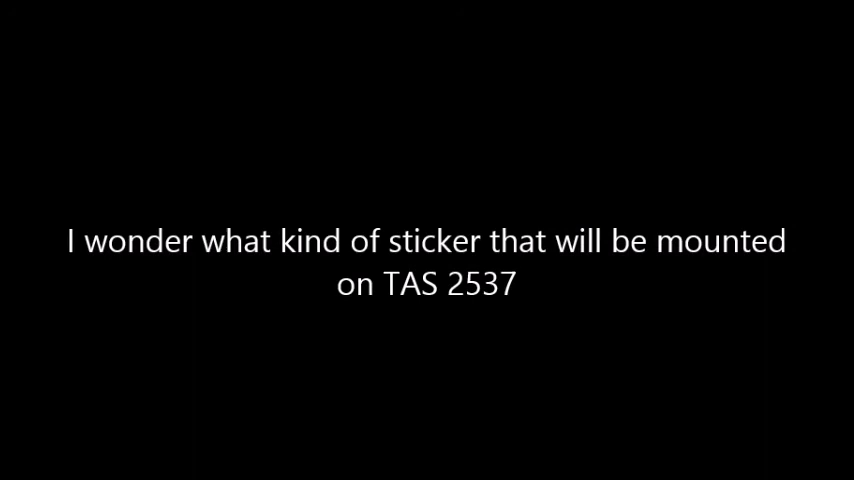 I wonder what kind of sticker that will be mounted
on TAS 2537